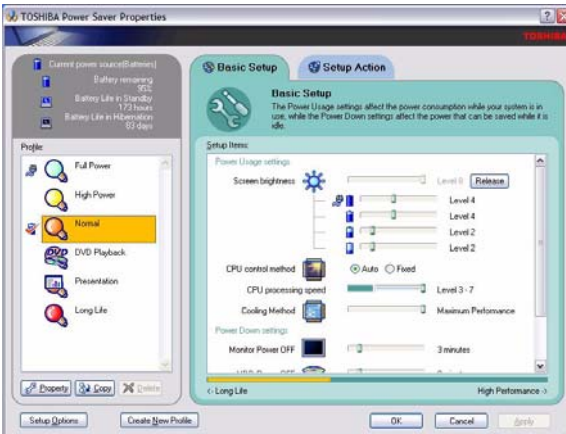 TOSHIBA Power Saver Properties
TOSHIBA
Current power source(Batteries)
Battery remaining
95%
Battery Life in Standby
173 hours
Battery Life in Hibernation
83 days
Profile
Full Power
High Power
Normal
DVD Playback
Presentation
Long Life
Property
Copy
Delete
Setup Options
Create New Profile
Basic Setup
Setup Action
Basic Setup
The Power Usage settings affect the power consumption while your system is in
use, while the Power Down settings affect the power that can be saved while it is
idle.
Setup Items:
Power Usage settings
Screen brightness
Level 8
Release
Level 4
Level 4
Level 2
Level 2
CPU control method
Auto
Fixed
CPU processing speed
Level 3 - 7
Cooling Method
Maximum Performance
Power Down settings:
Monitor Power OFF
3 minutes
<- Long Life
High Performance ->
OK
Cancel
Apply